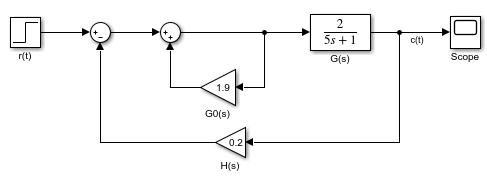 r(t)
2
5s + 1
G(s)
c(t)
Scope
1.9
G0(s)
0.2
H(s)